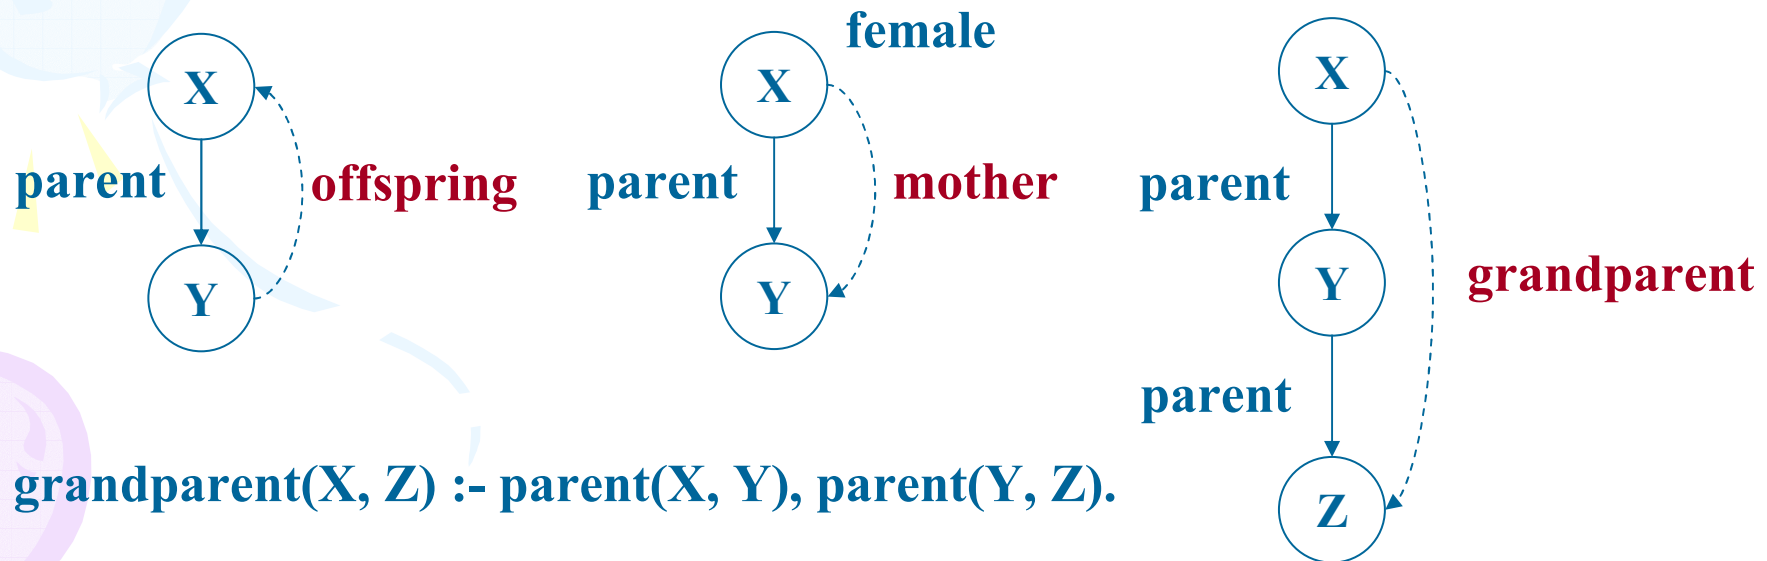 X
parent
offspring
Y
female
X
parent
mother
Y
X
parent
Y
grandparent
parent
Z
grandparent(X, Z) :- parent(X, Y), parent(Y, Z).